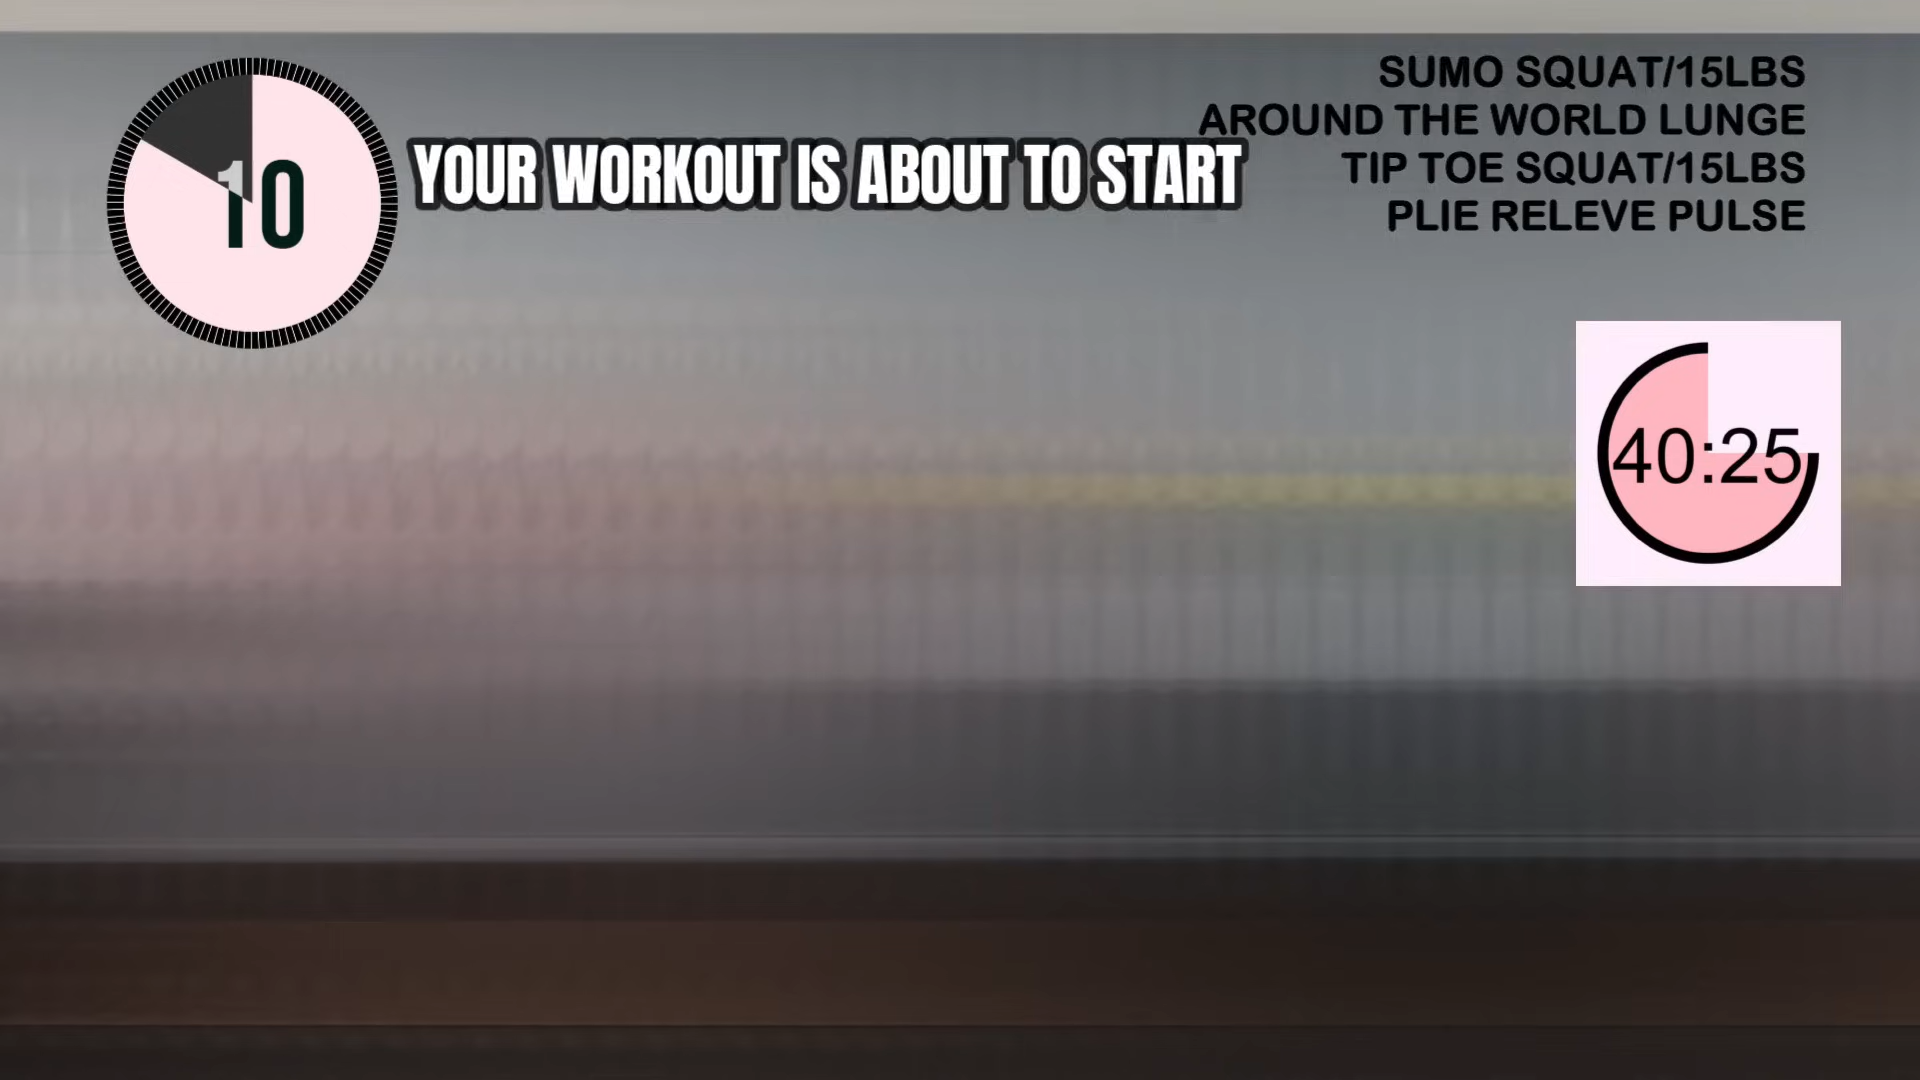 10
YOUR WORKOUT IS ABOUT TO START
SUMO SQUAT/15LBS
AROUND THE WORLD LUNGE
TIP TOE SQUAT/15LBS
PLIE RELEVE PULSE
40:25